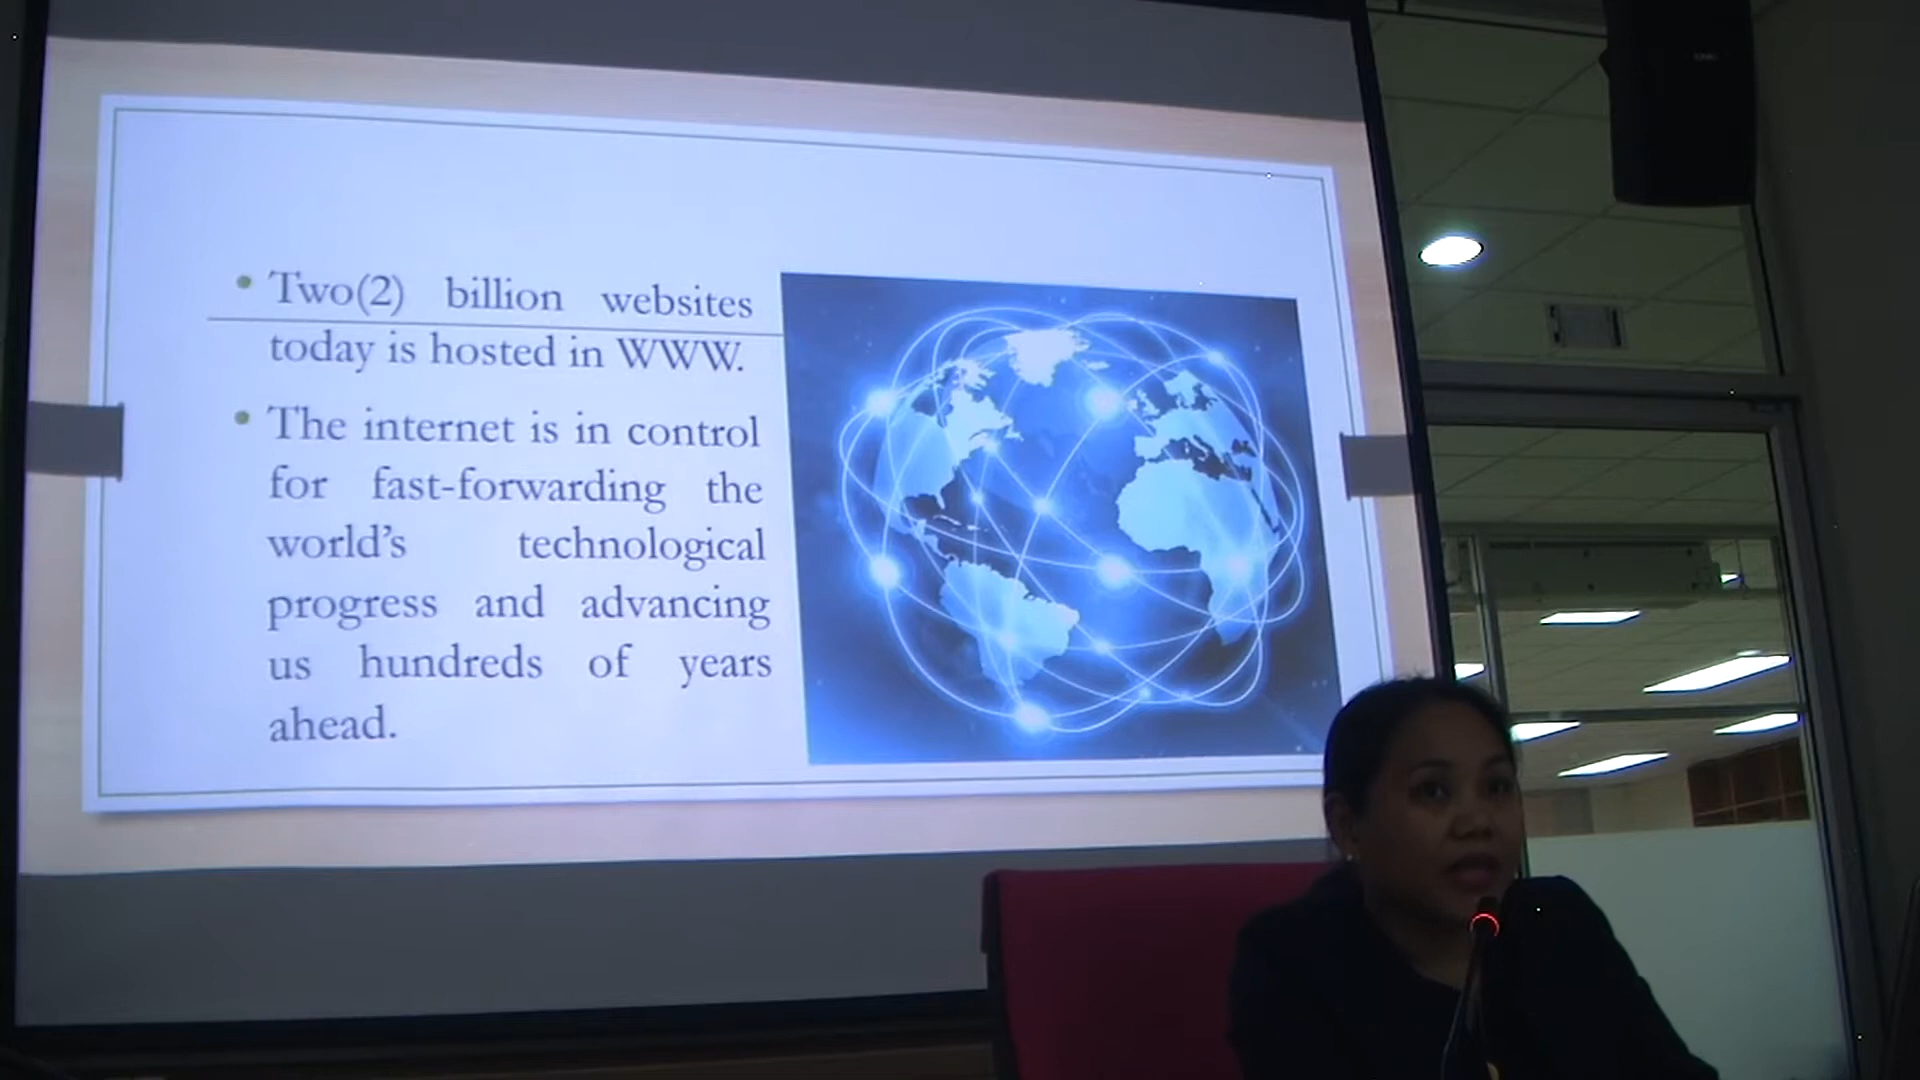 • Two(2) billion websites
today is hosted in WWW.
• The internet is in control
for fast-forwarding the
world's technological
progress and advancing
us hundreds of years
ahead.